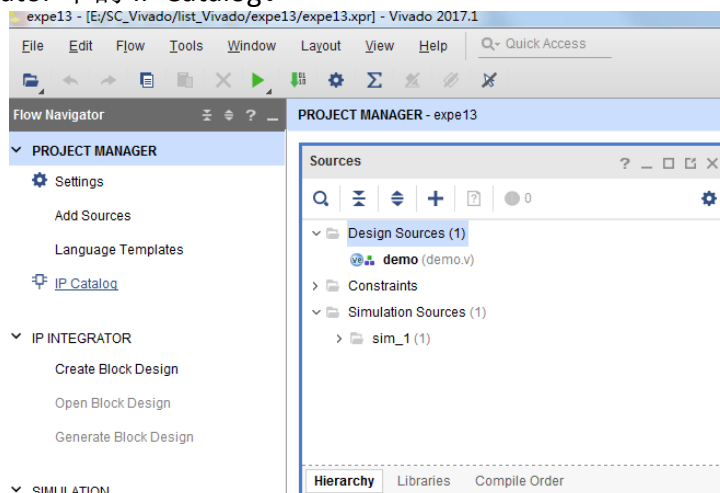 IP Catalog.
expe13 - [E:/SC_Vivado/list_Vivado/expe13/expe13.xpr] - Vivado 2017.1
File Edit Flow Tools Window Layout View Help Q- Quick Access
Flow Navigator
PROJECT MANAGER - expe13
PROJECT MANAGER
Settings
Add Sources
Language Templates
IP Catalog
IP INTEGRATOR
Create Block Design
Open Block Design
Generate Block Design
SIMULATION
Sources
0
Design Sources (1)
demo (demo.v)
Constraints
Simulation Sources (1)
sim_1 (1)
Hierarchy Libraries Compile Order